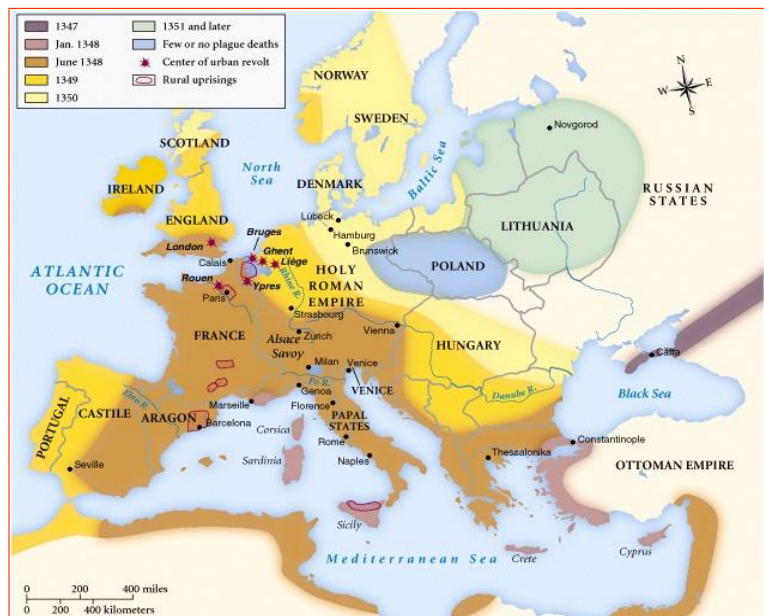 1347
Jan. 1348
June 1348
1349
1350
1351 and later
Few or no plague deaths
Center of urban revolt
Rural uprisings
N
W
E
S
NORWAY
SWEDEN
Novgorod
SCOTLAND
North
Sea
Baltic Sea
RUSSIAN
STATES
IRELAND
DENMARK
ENGLAND
Lübeck
Hamburg
LITHUANIA
London
Bruges
Brunswick
Calais
Ghent
Liège
HOLY
ROMAN
EMPIRE
POLAND
ATLANTIC
OCEAN
Rouen
Ypres
Rhine R.
Paris
Strasbourg
FRANCE
Alsace
Zurich
Vienna
Savoy
HUNGARY
Milan
Venice
Caffa
Po R.
VENICE
Genoa
Danube R.
Black Sea
Marseille
Florence
PORTUGAL
CASTILE
Ebro R.
ARAGON
PAPAL
STATES
Barcelona
Corsica
Rome
Constantinople
Seville
Sardinia
Naples
Thessalonika
OTTOMAN EMPIRE
Sicily
Mediterranean Sea
Crete
Cyprus
0 200 400 miles
0 200 400 kilometers